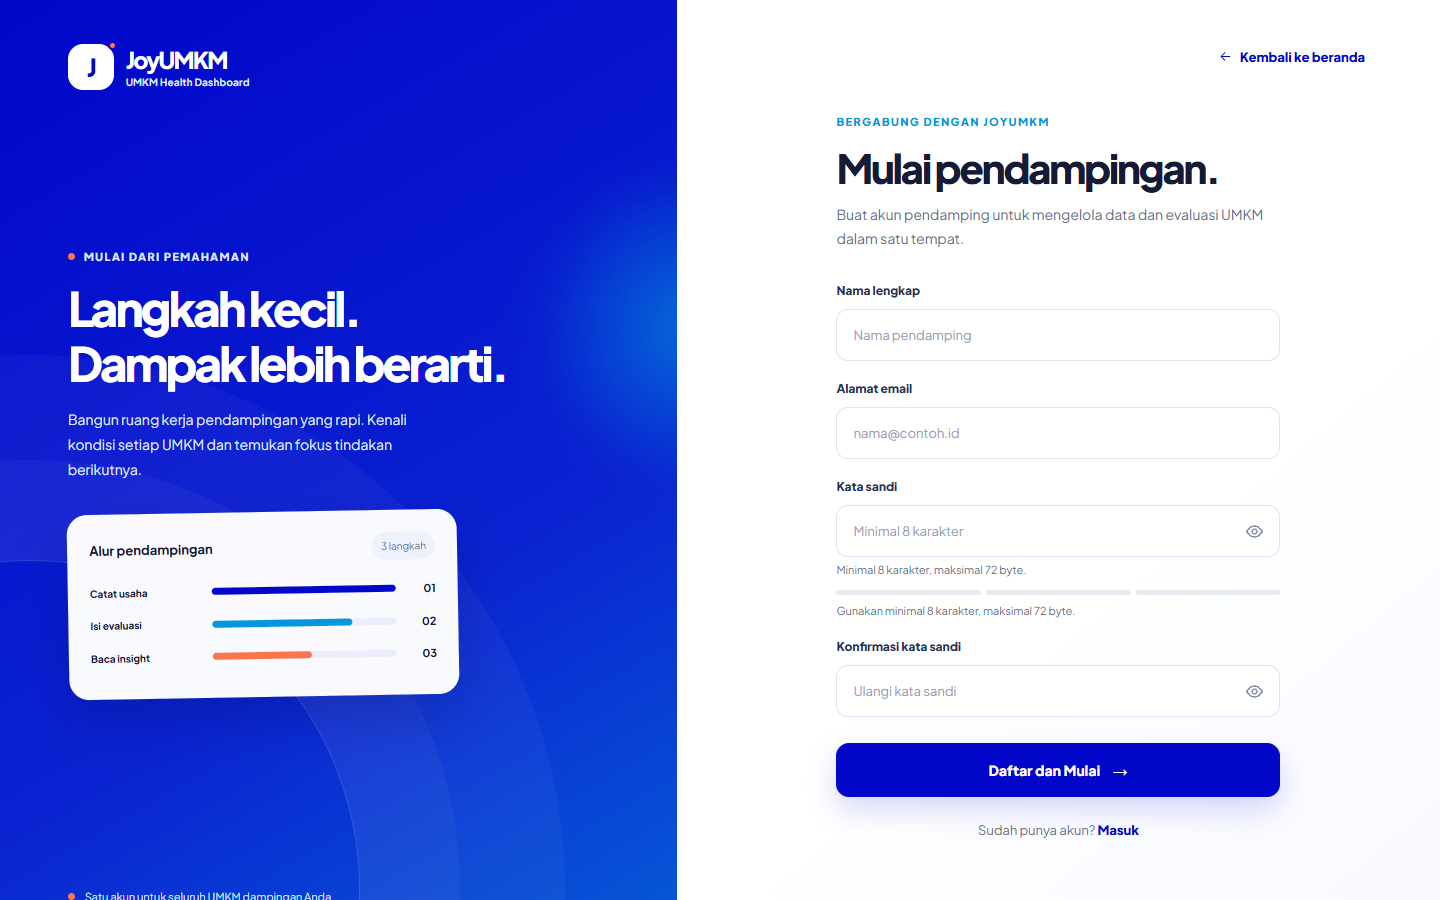 J
JoyUMKM
UMKM Health Dashboard
MULAI DARI PEMAHAMAN
Langkah kecil.
Dampak lebih berarti.
Bangun ruang kerja pendampingan yang rapi. Kenali
kondisi setiap UMKM dan temukan fokus tindakan
berikutnya.
Alur pendampingan
3 langkah
Catat usaha 01
Isi evaluasi 02
Baca insight 03
Satu akun untuk seluruh UMKM dampingan Anda
← Kembali ke beranda
BERGABUNG DENGAN JOYUMKM
Mulai pendampingan.
Buat akun pendamping untuk mengelola data dan evaluasi UMKM
dalam satu tempat.
Nama lengkap
Nama pendamping
Alamat email
nama@contoh.id
Kata sandi
Minimal 8 karakter
Minimal 8 karakter, maksimal 72 byte.
Gunakan minimal 8 karakter, maksimal 72 byte.
Konfirmasi kata sandi
Ulangi kata sandi
Daftar dan Mulai →
Sudah punya akun? Masuk